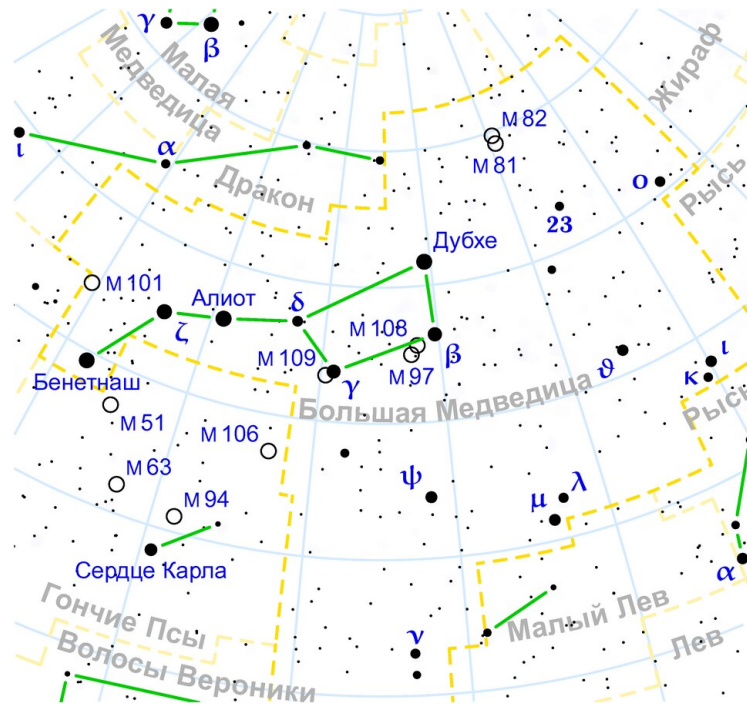 γ
β
Малая
Медведица
Жираф
M 82
M 81
ι
α
Дракон
ο
Рысь
23
Дубхе
M 101
Алиот
δ
ζ
M 108
β
M 109
M 97
γ
ϑ
ι
κ
Бенетнаш
Большая Медведица
Рысь
M 51
M 106
M 63
ψ
λ
M 94
μ
Сердце Карла
α
Гончие Псы
Малый Лев
Лев
ν
Волосы Вероники